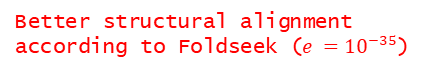 Better structural alignment
according to Foldseek (e = 10⁻³⁵)